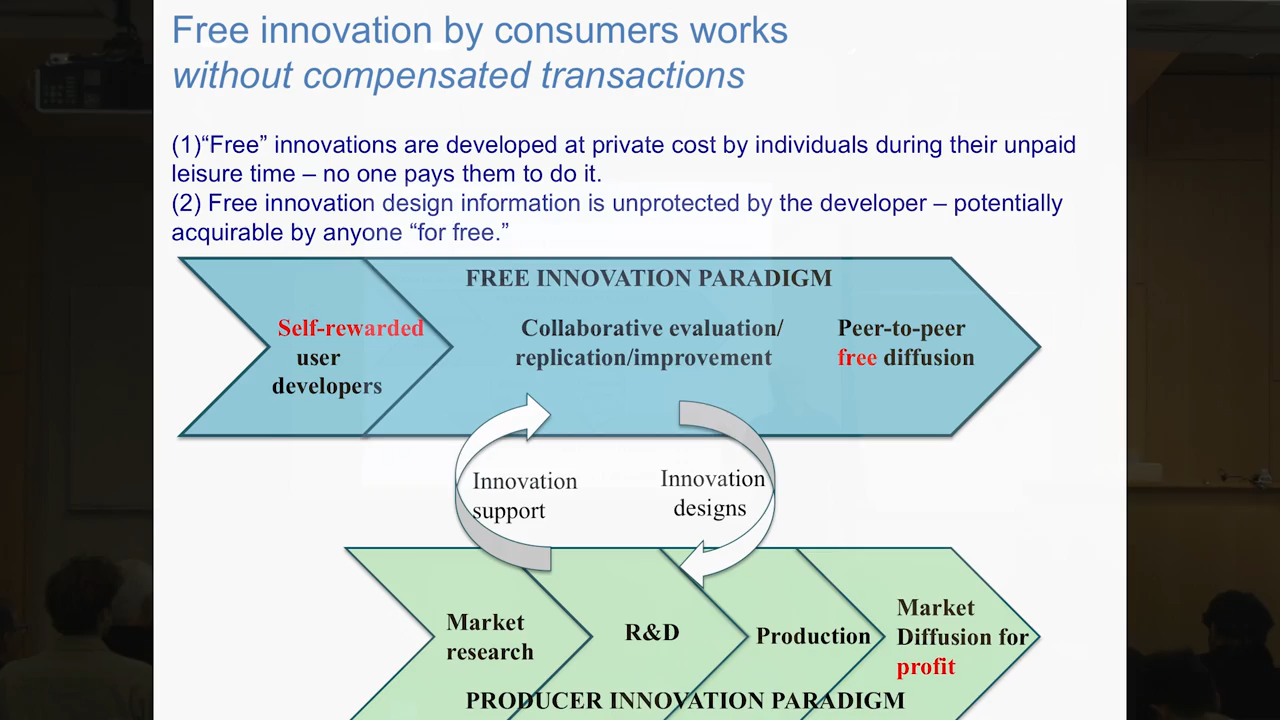 Free innovation by consumers works
without compensated transactions
(1)“Free” innovations are developed at private cost by individuals during their unpaid
leisure time – no one pays them to do it.
(2) Free innovation design information is unprotected by the developer – potentially
acquirable by anyone “for free.”
FREE INNOVATION PARADIGM
Self-rewarded
user
developers
Collaborative evaluation/
replication/improvement
Peer-to-peer
free diffusion
Innovation
support
Innovation
designs
Market
research
R&D
Production
Market
Diffusion for
profit
PRODUCER INNOVATION PARADIGM